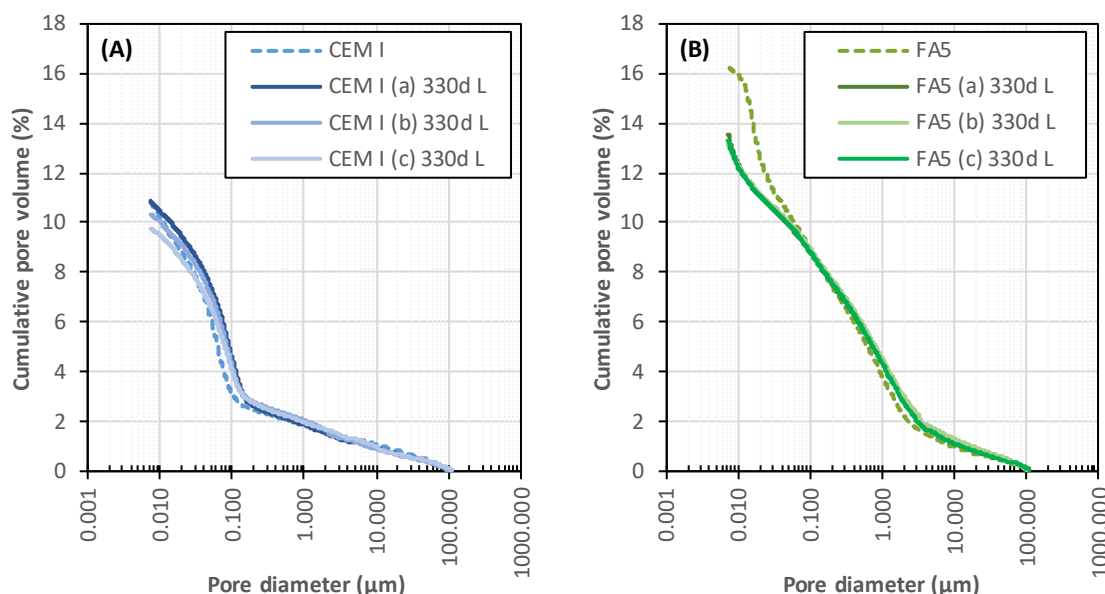 (A)
CEM I
CEM I (a) 330d L
CEM I (b) 330d L
CEM I (c) 330d L
Cumulative pore volume (%)
18
16
14
12
10
8
6
4
2
0
0.001
0.010
0.100
1.000
10.000
100.000
1000.000
Pore diameter (µm)
(B)
FA5
FA5 (a) 330d L
FA5 (b) 330d L
FA5 (c) 330d L
Cumulative pore volume (%)
18
16
14
12
10
8
6
4
2
0
0.001
0.010
0.100
1.000
10.000
100.000
1000.000
Pore diameter (µm)